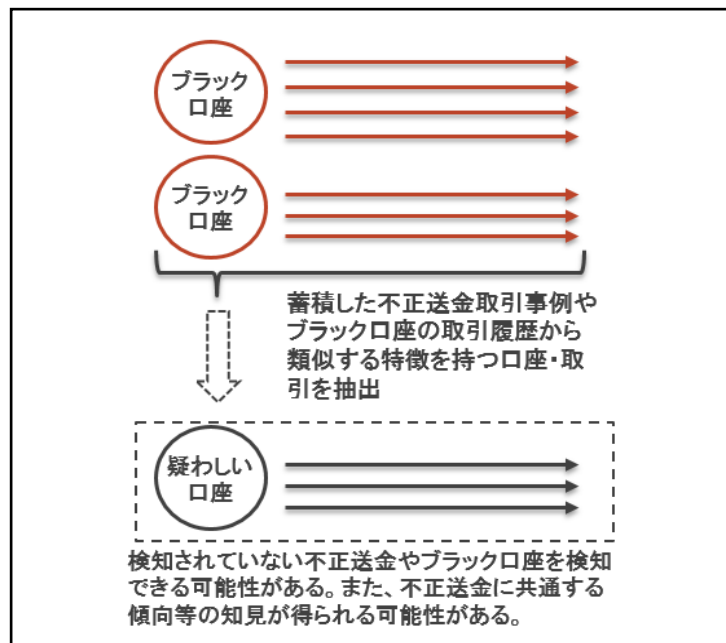 ブラック
口座
ブラック
口座
蓄積した不正送金取引事例や
ブラック口座の取引履歴から
類似する特徴を持つ口座・取
引を抽出
疑わしい
口座
検知されていない不正送金やブラック口座を検知
できる可能性がある。また、不正送金に共通する
傾向等の知見が得られる可能性がある。